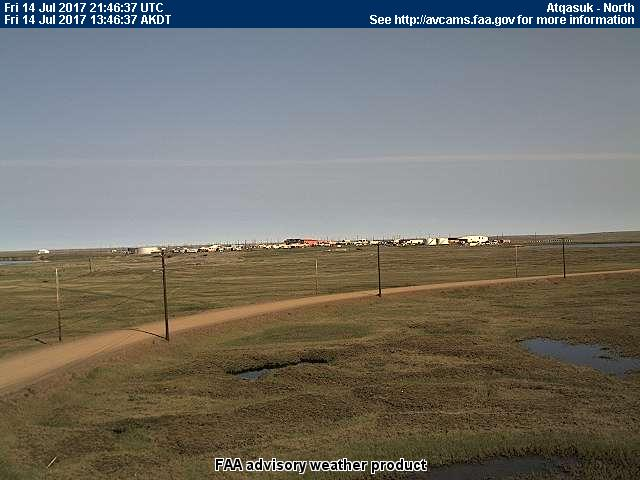 Fri 14 Jul 2017 21:46:37 UTC
Atqasuk - North
Fri 14 Jul 2017 13:46:37 AKDT
See http://avcams.faa.gov for more information
FAA advisory weather product